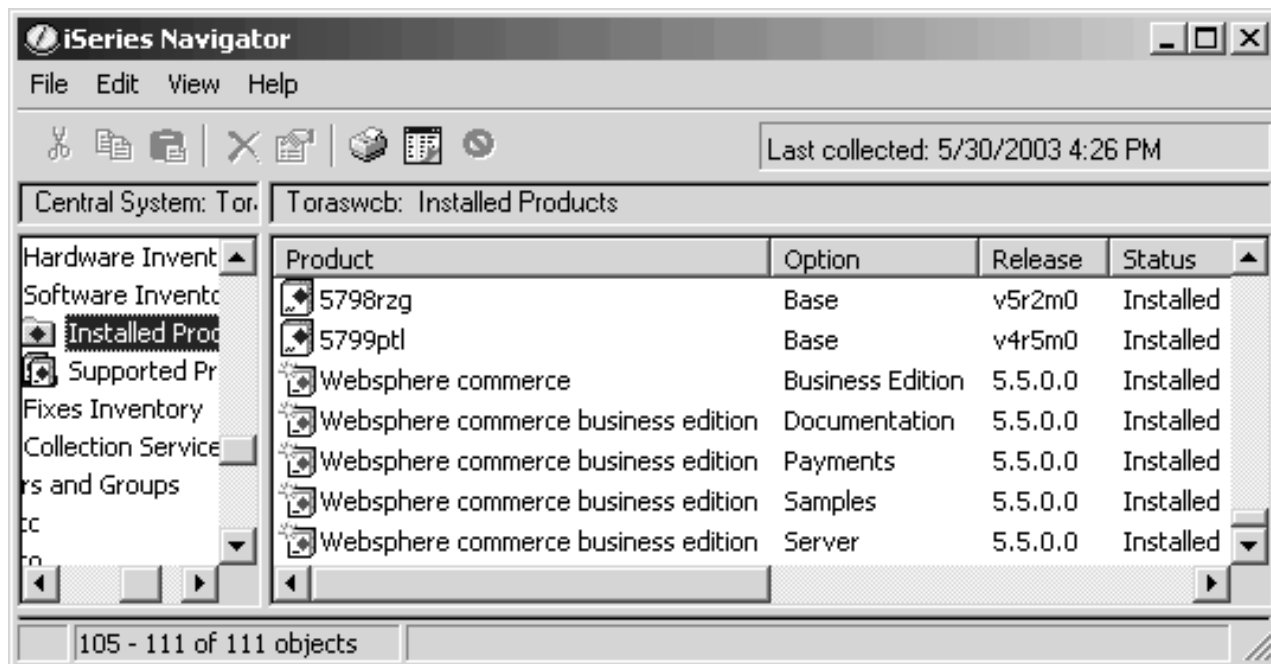 iSeries Navigator
File Edit View Help
Last collected: 5/30/2003 4:26 PM
Central System: Tor
Toraswcb: Installed Products
Hardware Invent
Software Invento
Installed Proc
Supported Pr
Fixes Inventory
Collection Service
rs and Groups
Product Option Release Status
5798rzg Base v5r2m0 Installed
5799ptl Base v4r5m0 Installed
Websphere commerce Business Edition 5.5.0.0 Installed
Websphere commerce business edition Documentation 5.5.0.0 Installed
Websphere commerce business edition Payments 5.5.0.0 Installed
Websphere commerce business edition Samples 5.5.0.0 Installed
Websphere commerce business edition Server 5.5.0.0 Installed
105 - 111 of 111 objects